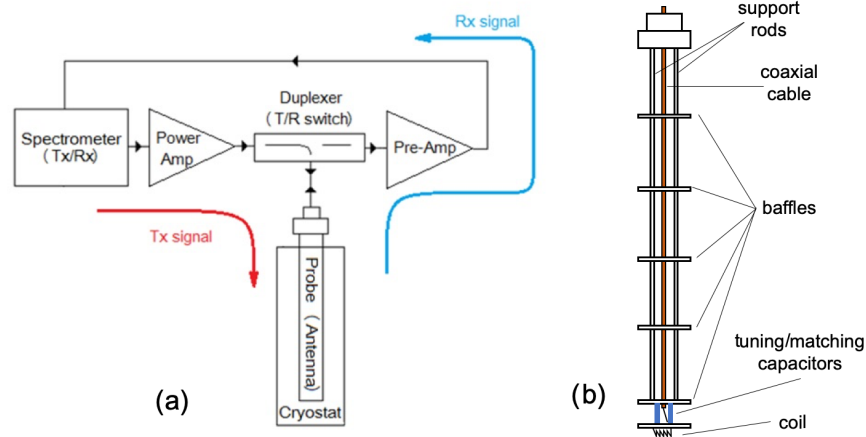 Rx signal
Duplexer
(T/R switch)
Spectrometer
(Tx/Rx)
Power
Amp
Pre-Amp
Tx signal
Probe (Antenna)
Cryostat
(a)
(b)
support
rods
coaxial
cable
baffles
tuning/matching
capacitors
coil